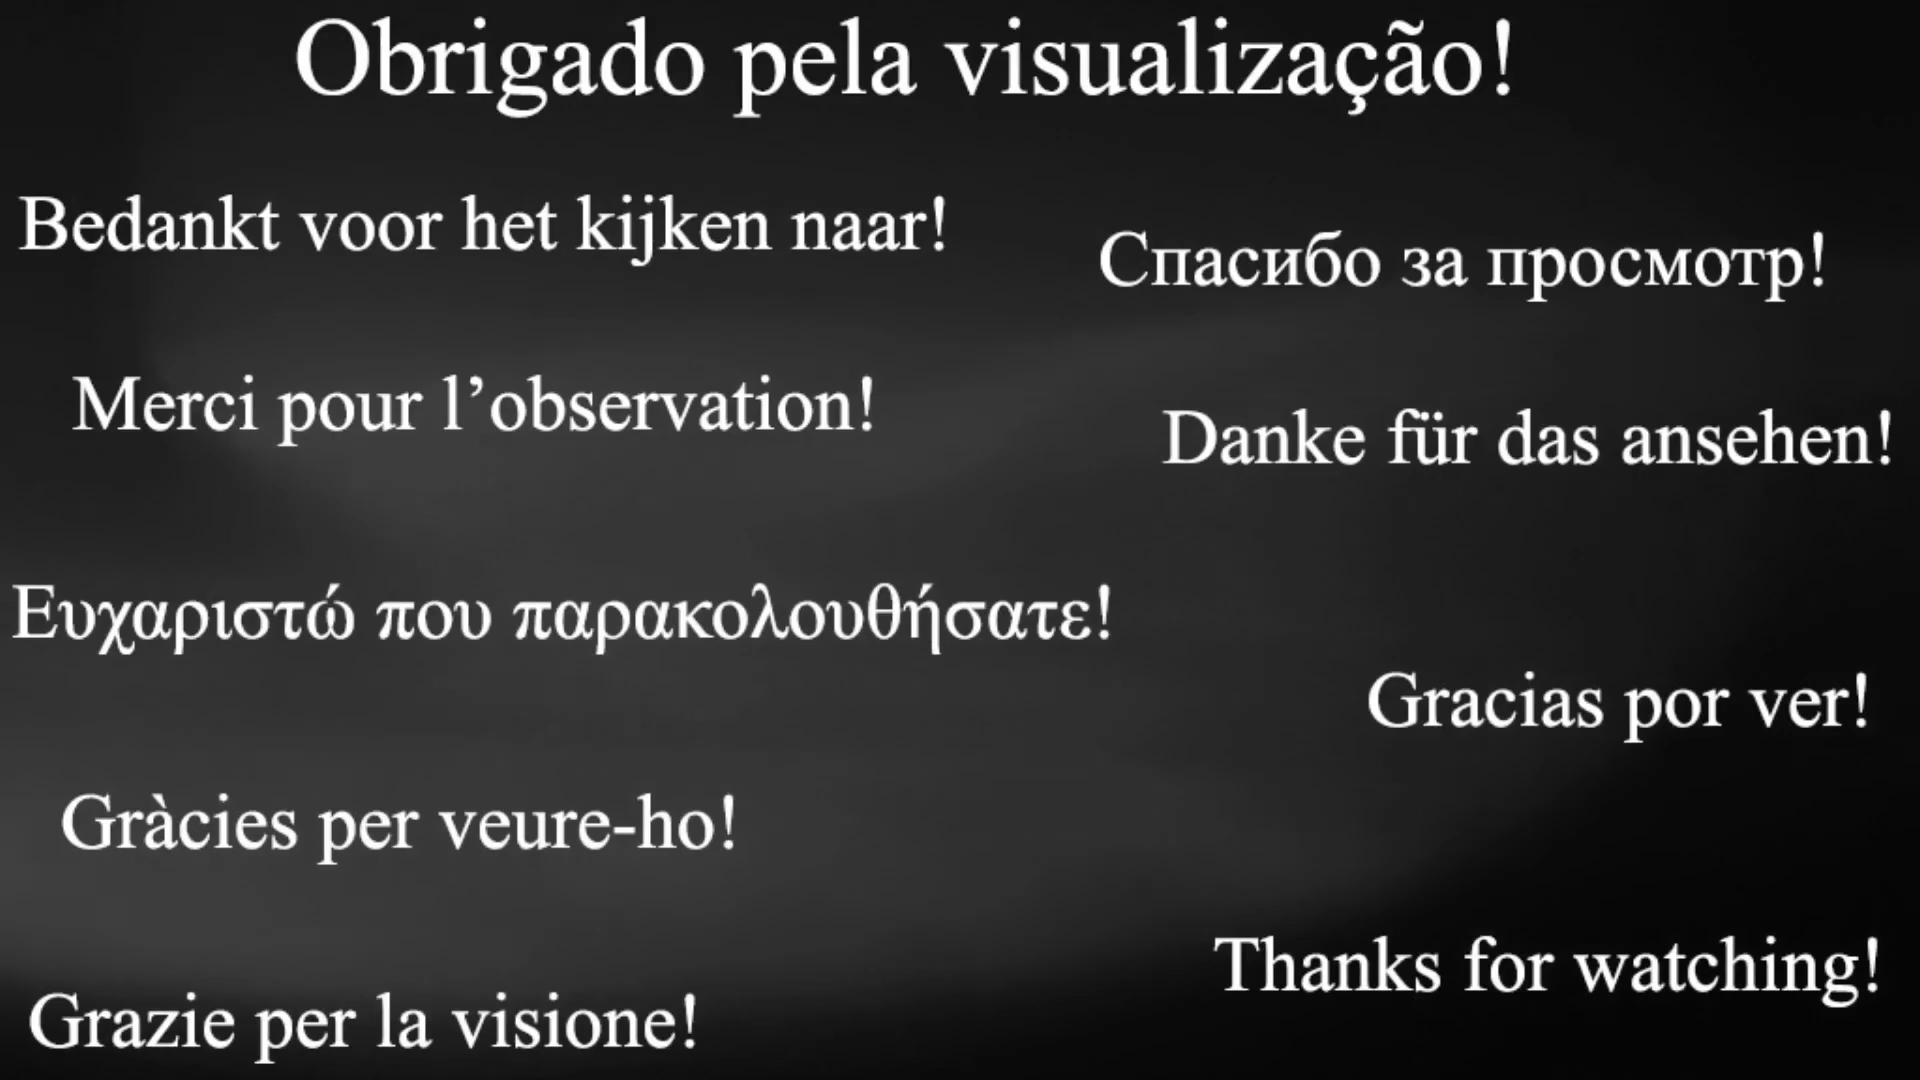 Obrigado pela visualização!
Bedankt voor het kijken naar!
Спасибо за просмотр!
Merci pour l’observation!
Danke für das ansehen!
Ευχαριστώ που παρακολουθήσατε!
Gracias por ver!
Gràcies per veure-ho!
Thanks for watching!
Grazie per la visione!